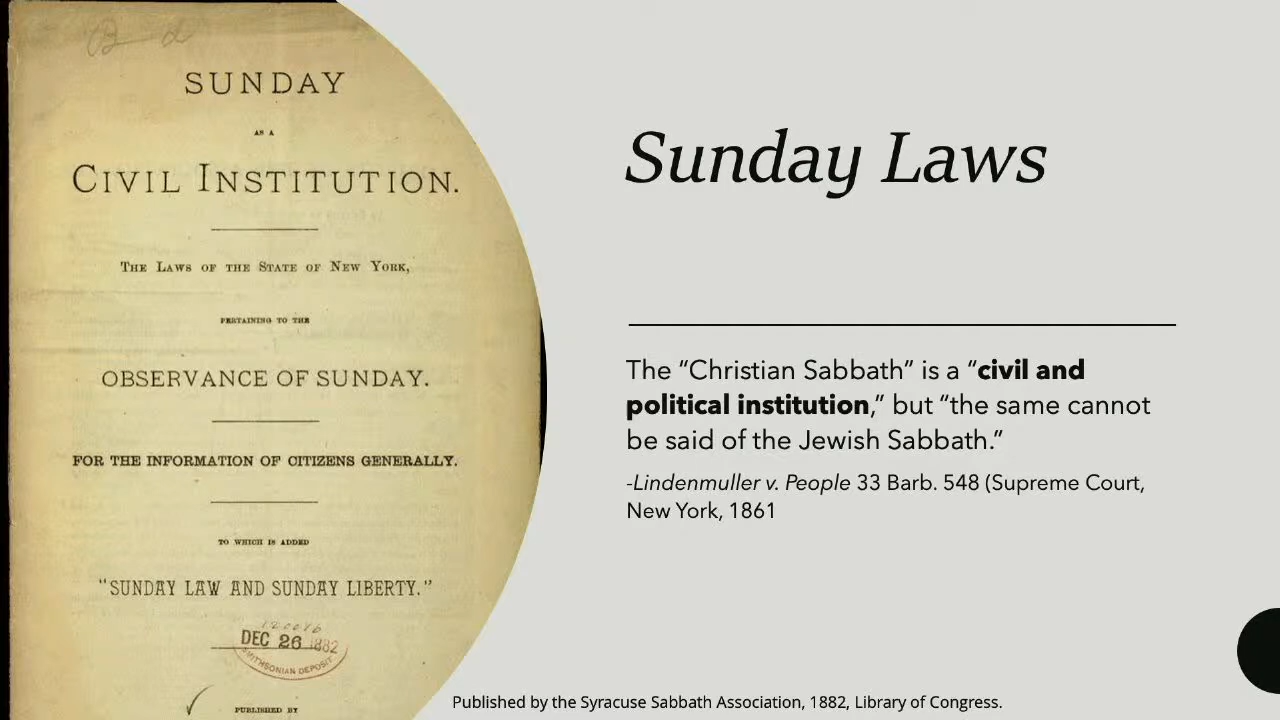 SUNDAY
AS A
CIVIL INSTITUTION.
THE LAWS OF THE STATE OF NEW YORK,
PERTAINING TO THE
OBSERVANCE OF SUNDAY.
FOR THE INFORMATION OF CITIZENS GENERALLY.
TO WHICH IS ADDED
“SUNDAY LAW AND SUNDAY LIBERTY.”
DEC 26 1882
SMITHSONIAN DEPOSIT
PUBLISHED BY
Sunday Laws
The “Christian Sabbath” is a “civil and
political institution,” but “the same cannot
be said of the Jewish Sabbath.”
-Lindenmuller v. People 33 Barb. 548 (Supreme Court,
New York, 1861
Published by the Syracuse Sabbath Association, 1882, Library of Congress.